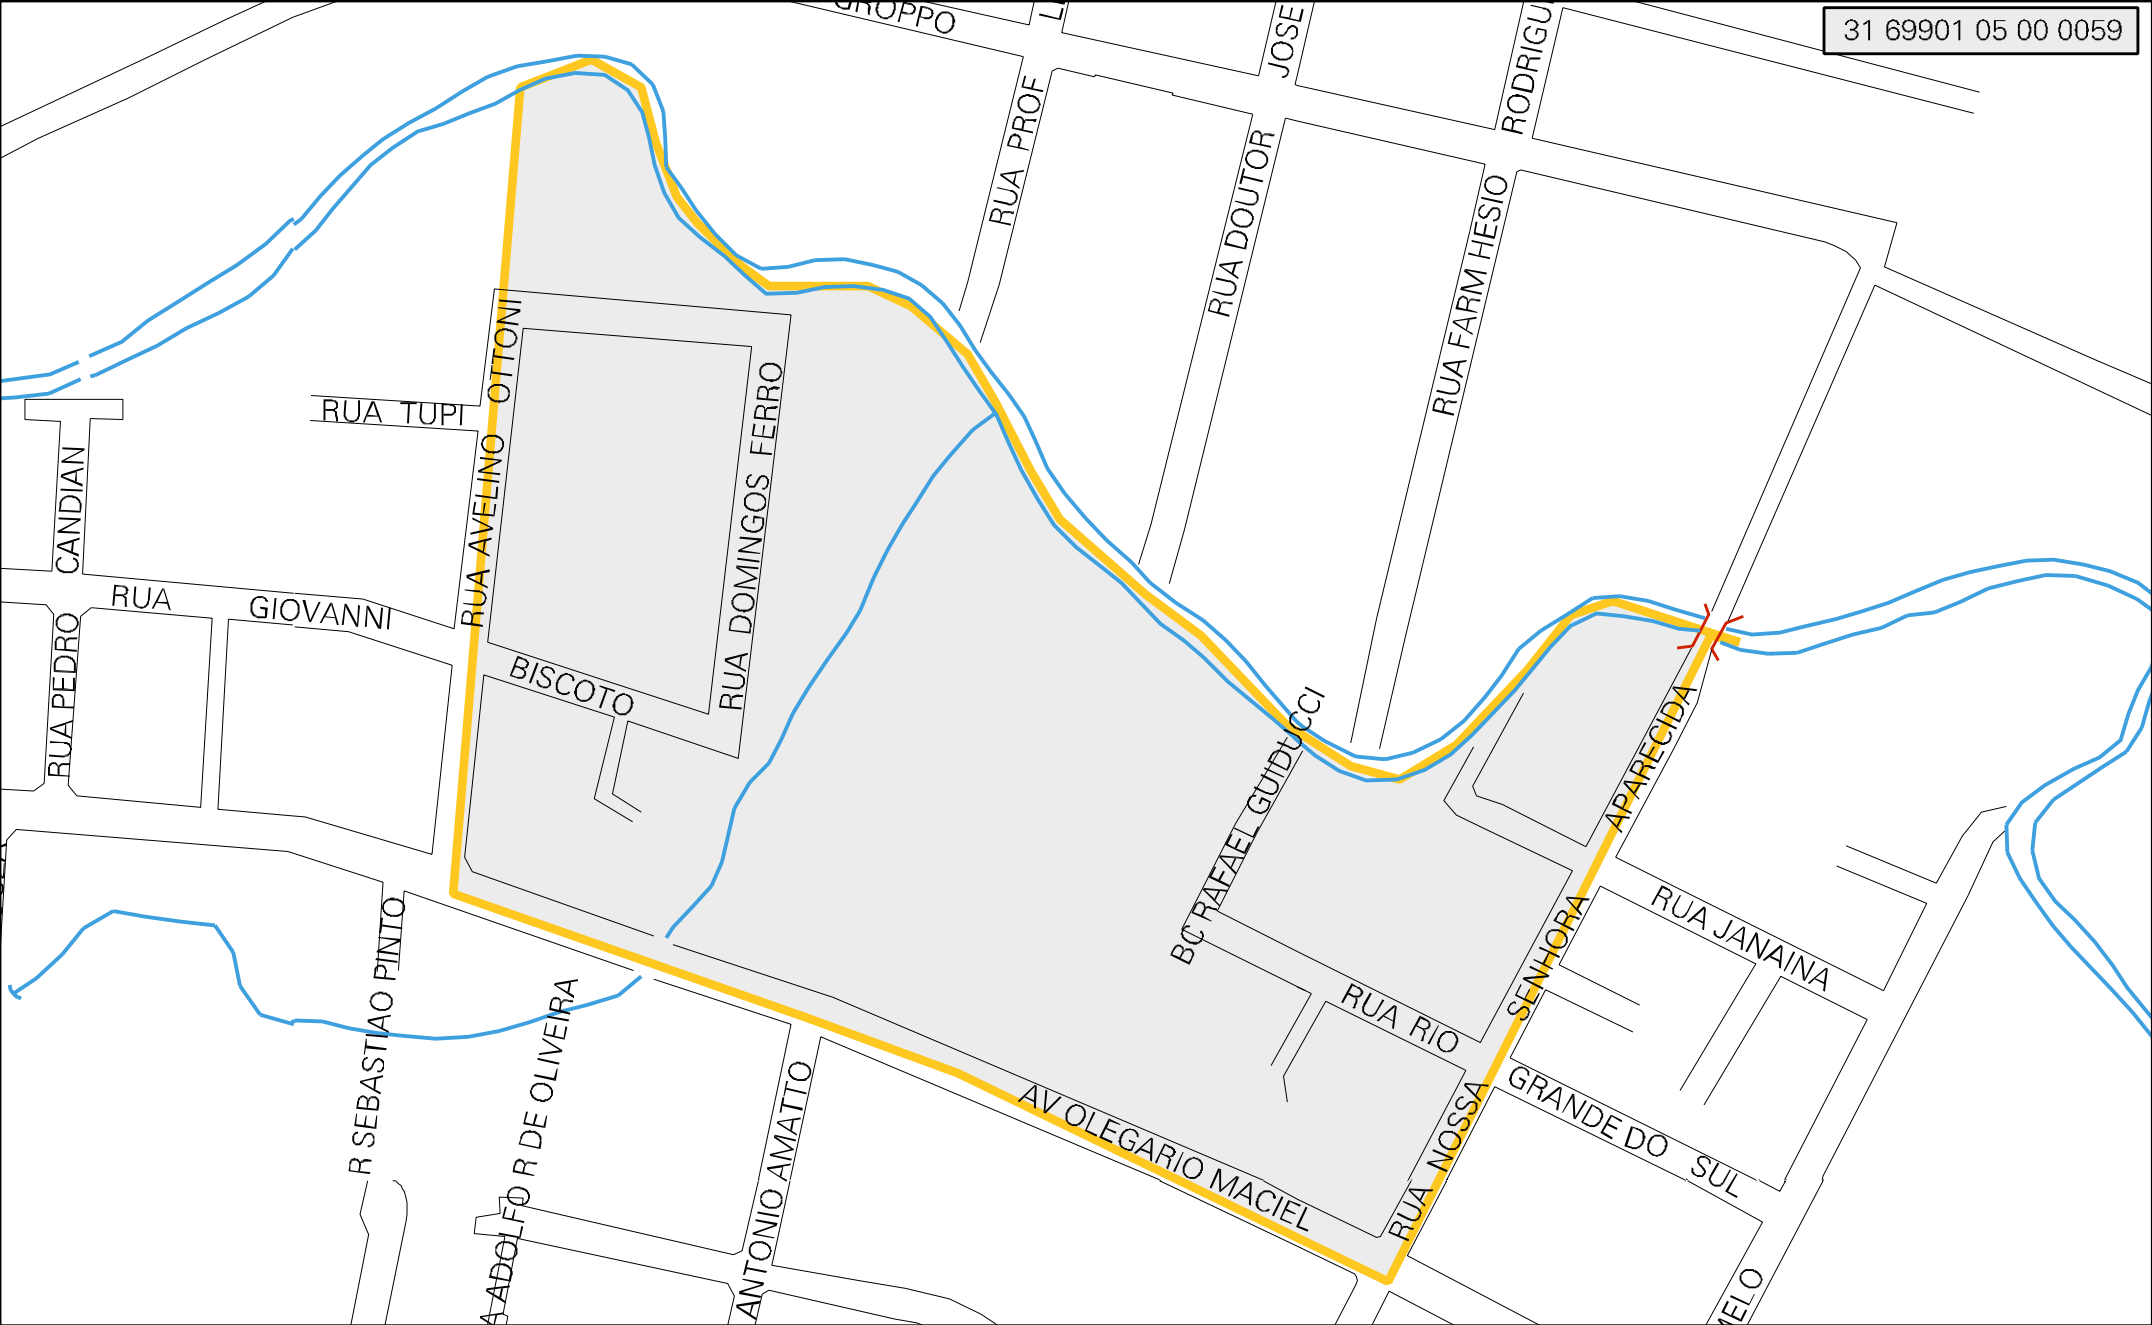 31 69901 05 00 0059
GROPPO
JOSE
RUA PROF
RUA DOUTOR
RUA FARM HESIO
RUA TUPI
RUA AVELINO OTTONI
RUA DOMINGOS FERRO
CANDIAN
RUA PEDRO
RUA GIOVANNI
BISCOTO
BC RAFAEL GUIDUCCI
RUA NOSSA SENHORA APARECIDA
RUA JANAINA
RUA RIO GRANDE DO SUL
AV OLEGARIO MACIEL
R SEBASTIAO PINTO
A ADOLFO R DE OLIVEIRA
ANTONIO AMATTO